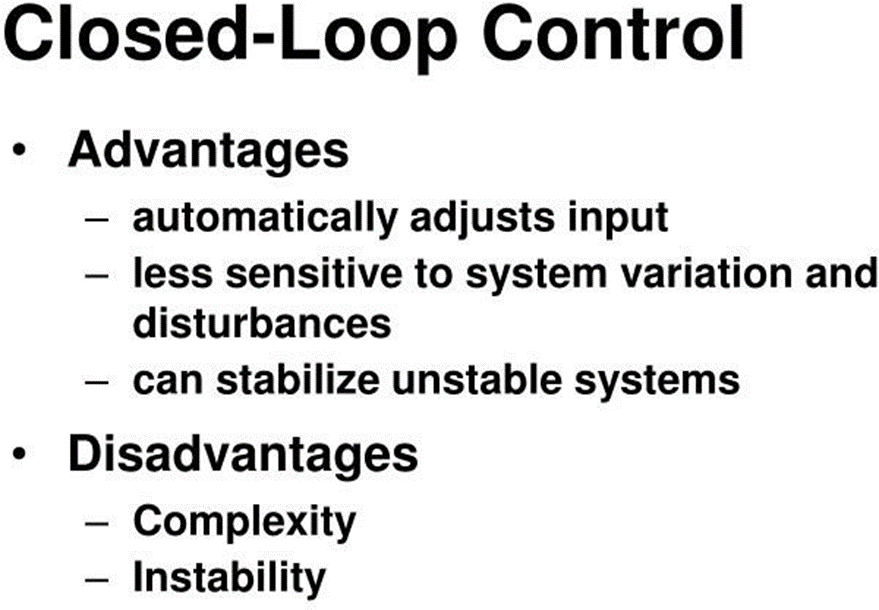 Closed-Loop Control
• Advantages
– automatically adjusts input
– less sensitive to system variation and
disturbances
– can stabilize unstable systems
• Disadvantages
– Complexity
– Instability